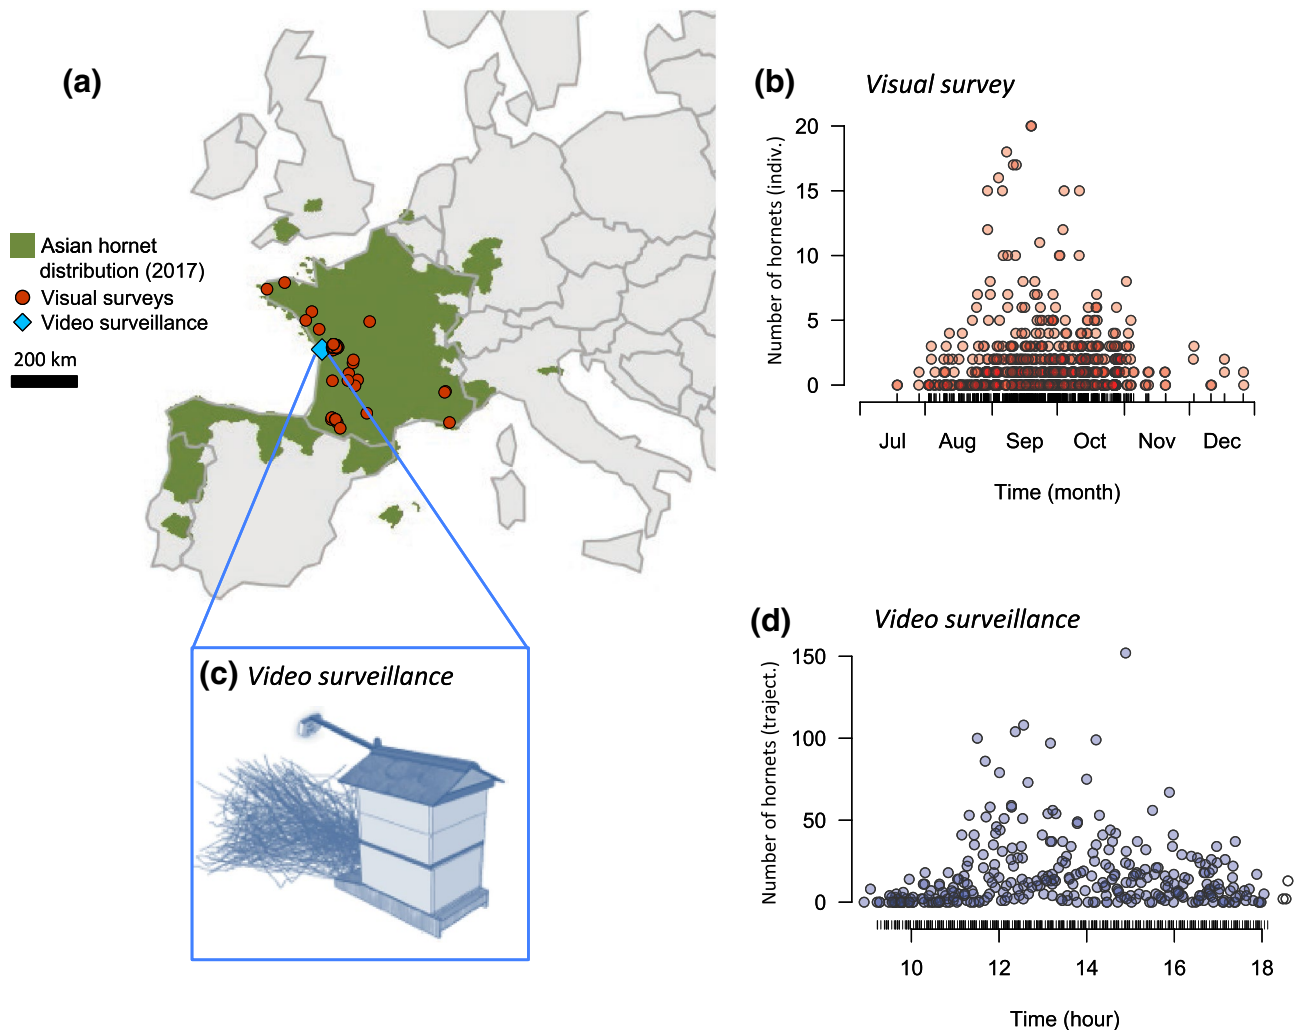 (a)
Asian hornet
distribution (2017)
Visual surveys
Video surveillance
200 km
(b) Visual survey
Number of hornets (indiv.)
20
15
10
5
0
Jul Aug Sep Oct Nov Dec
Time (month)
(c) Video surveillance
(d) Video surveillance
Number of hornets (traject.)
150
100
50
0
10 12 14 16 18
Time (hour)